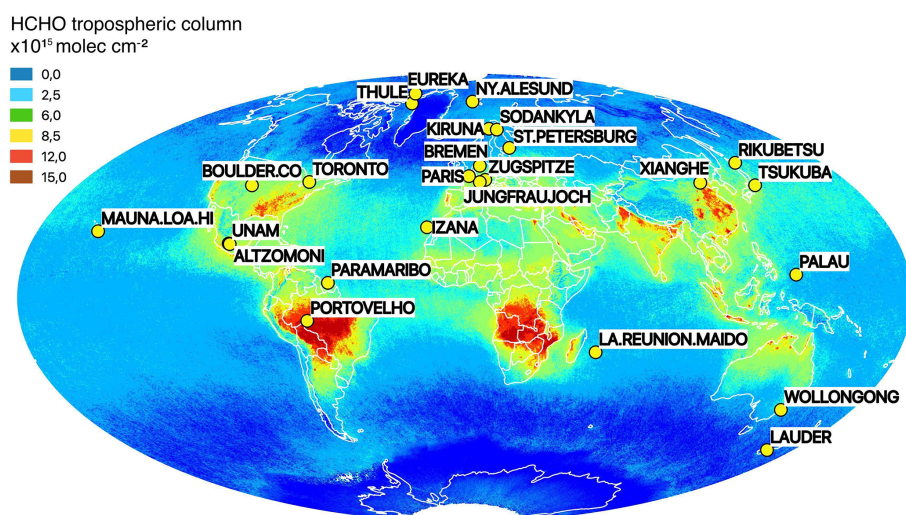 HCHO tropospheric column
x10¹⁵ molec cm⁻²
0,0
2,5
6,0
8,5
12,0
15,0
EUREKA
THULE
NY.ALESUND
SODANKYLA
KIRUNA
ST.PETERSBURG
BREMEN
ZUGSPITZE
PARIS
JUNGFRAUJOCH
RIKUBETSU
XIANGHE
TSUKUBA
BOULDER.CO
TORONTO
MAUNA.LOA.HI
UNAM
IZANA
ALTZOMONI
PARAMARIBO
PALAU
PORTOVELHO
LA.REUNION.MAIDO
WOLLONGONG
LAUDER